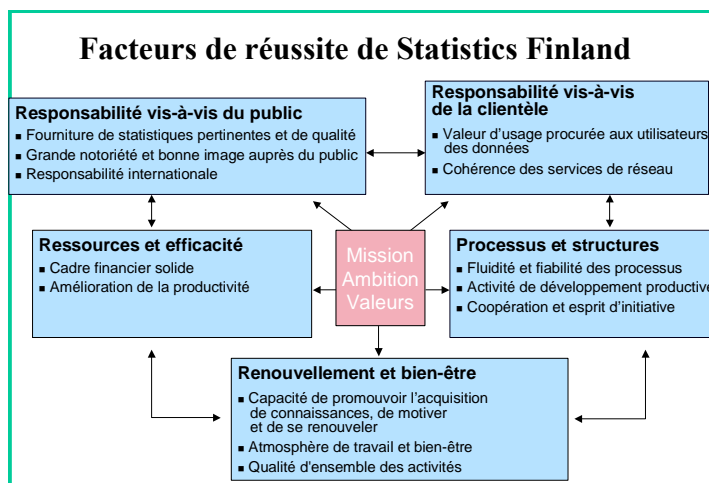 Facteurs de réussite de Statistics Finland
Responsabilité vis-à-vis du public
▪ Fourniture de statistiques pertinentes et de qualité
▪ Grande notoriété et bonne image auprès du public
▪ Responsabilité internationale
Responsabilité vis-à-vis
de la clientèle
▪ Valeur d'usage procurée aux utilisateurs
des données
▪ Cohérence des services de réseau
Ressources et efficacité
▪ Cadre financier solide
▪ Amélioration de la productivité
Mission
Ambition
Valeurs
Processus et structures
▪ Fluidité et fiabilité des processus
▪ Activité de développement productive
▪ Coopération et esprit d'initiative
Renouvellement et bien-être
▪ Capacité de promouvoir l'acquisition
de connaissances, de motiver
et de se renouveler
▪ Atmosphère de travail et bien-être
▪ Qualité d'ensemble des activités